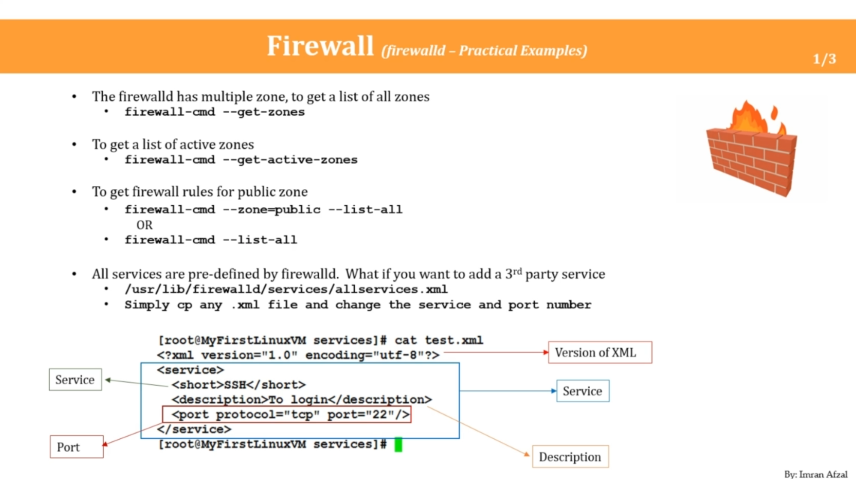 Firewall (firewalld – Practical Examples)
1/3
• The firewalld has multiple zone, to get a list of all zones
• firewall-cmd --get-zones
• To get a list of active zones
• firewall-cmd --get-active-zones
• To get firewall rules for public zone
• firewall-cmd --zone=public --list-all
OR
• firewall-cmd --list-all
• All services are pre-defined by firewalld. What if you want to add a 3rd party service
• /usr/lib/firewalld/services/allservices.xml
• Simply cp any .xml file and change the service and port number
[root@MyFirstLinuxVM services]# cat test.xml
<?xml version="1.0" encoding="utf-8"?>
Version of XML
<service>
Service
<short>SSH</short>
Service
<description>To login</description>
<port protocol="tcp" port="22"/>
</service>
Port
[root@MyFirstLinuxVM services]#
Description
By: Imran Afzal